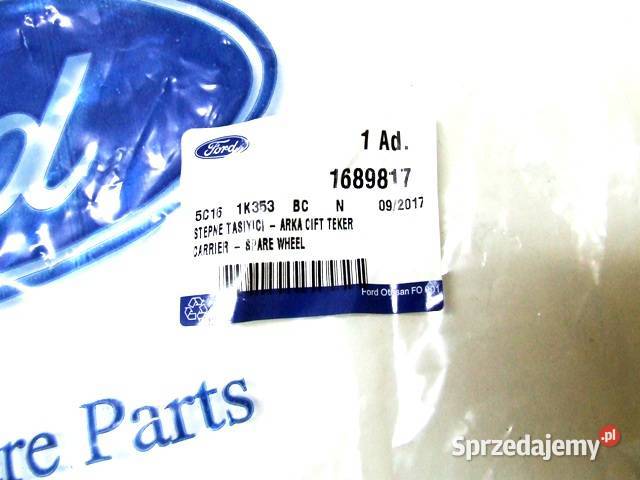 Ford
1 Ad.
1689817
5C16 1K353 BC N 09/2017
STEPNE TASIYICI - ARKA CIFT TEKER
CARRIER - SPARE WHEEL
Ford Otosan FO
Parts
Sprzedajemy.pl